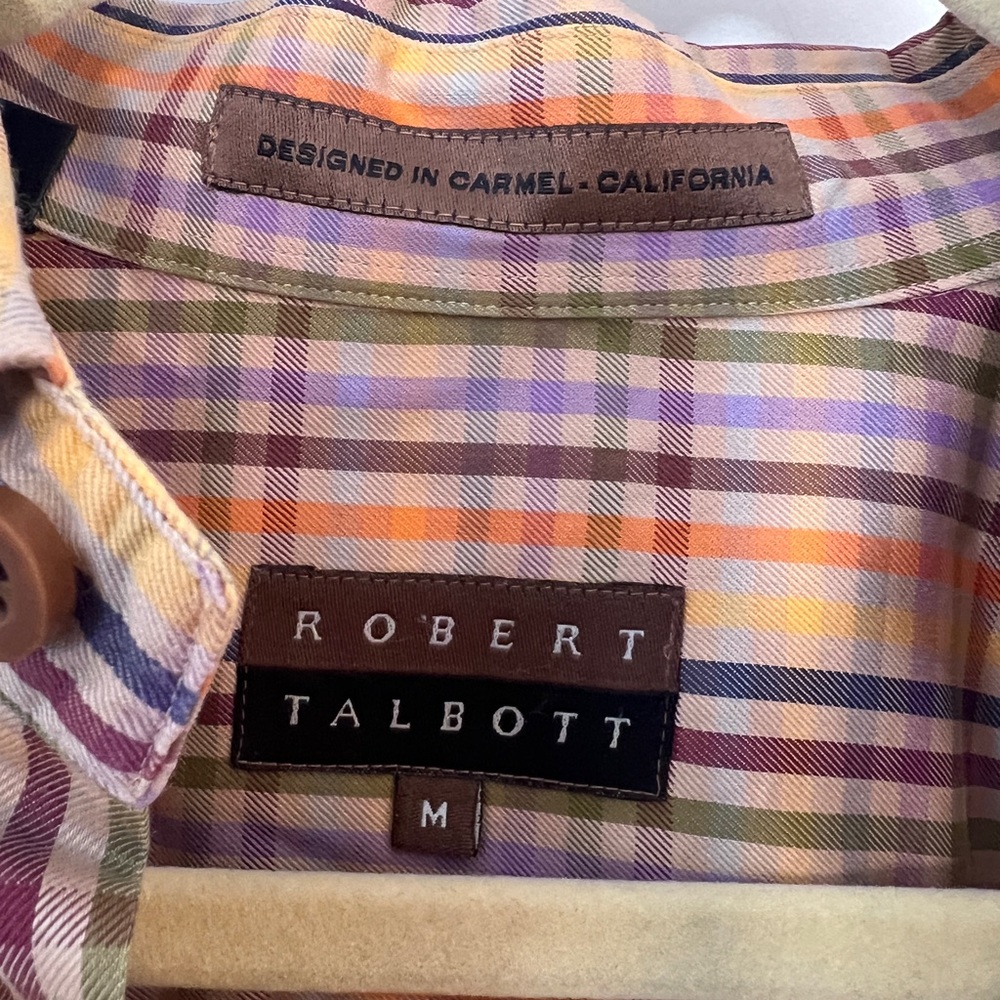 DESIGNED IN CARMEL - CALIFORNIA
ROBERT
TALBOTT
M